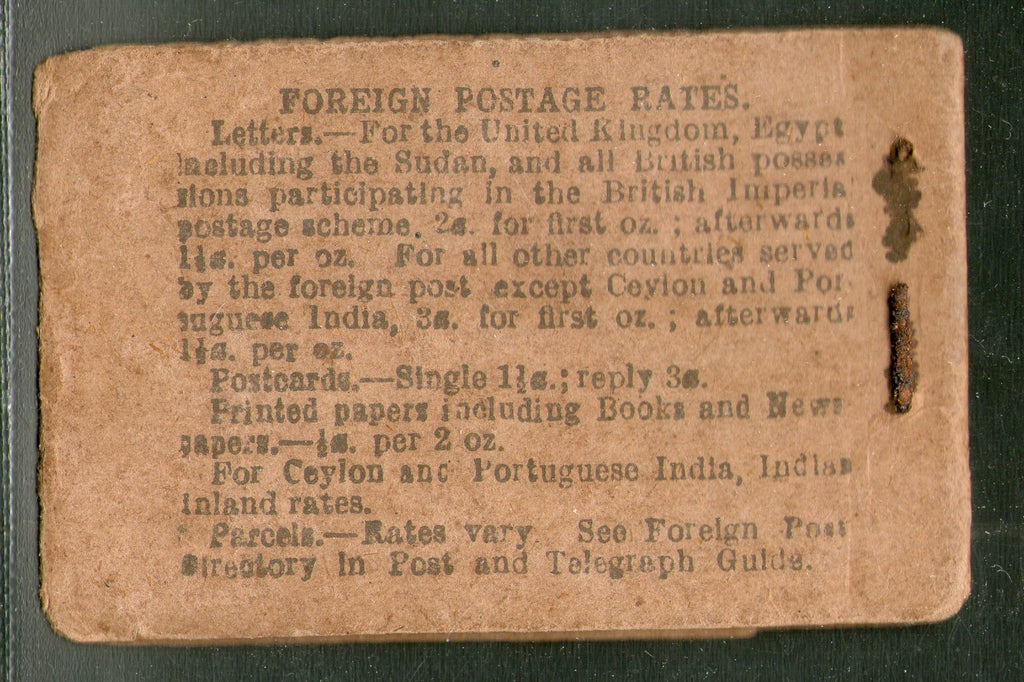 FOREIGN POSTAGE RATES.
Letters.—For the United Kingdom, Egypt
including the Sudan, and all British posses
sions participating in the British Imperial
postage scheme. 2a. for first oz. ; afterwards
1½a. per oz. For all other countries served
by the foreign post except Ceylon and Por
tuguese India, 3a. for first oz. ; afterwards
1½a. per oz.
Postcards.—Single 1½a.; reply 3a.
Printed papers including Books and News
papers.—½a. per 2 oz.
For Ceylon and Portuguese India, Indian
inland rates.
Parcels.—Rates vary. See Foreign Post
Directory in Post and Telegraph Guide.